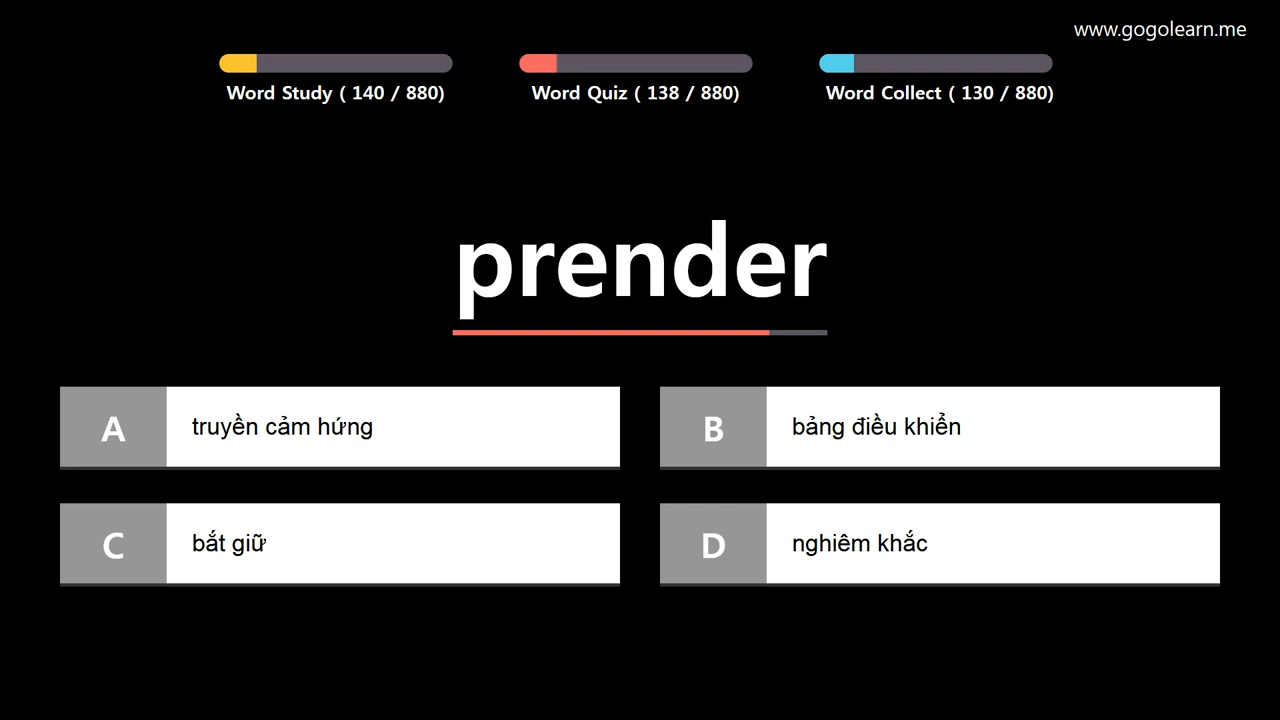 www.gogolearn.me
Word Study ( 140 / 880)
Word Quiz ( 138 / 880)
Word Collect ( 130 / 880)
prender
A
truyền cảm hứng
B
bảng điều khiển
C
bắt giữ
D
nghiêm khắc